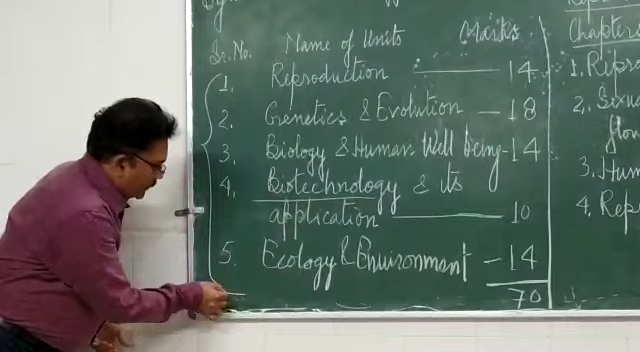 Sr. No. Name of Units Marks
1. Reproduction — 14
2. Genetics & Evolution — 18
3. Biology & Human Well being - 14
4. Biotechnology & its
application — 10
5. Ecology & Environment - 14
70
Chapters
1. Repro
2. Sexu
flow
3. Hum
4. Rep